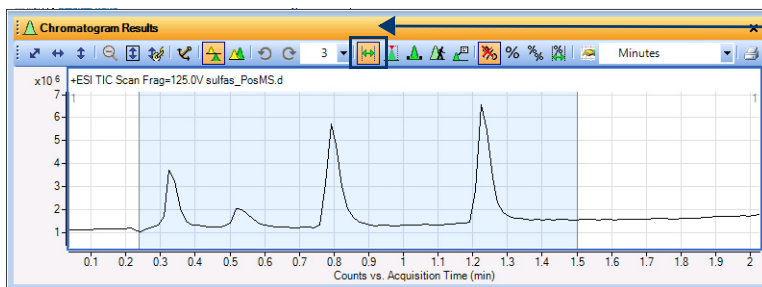 Chromatogram Results
3 % % % Minutes
x10 6 +ESI TIC Scan Frag=125.0V sulfas_PosMS.d
1 1
7
6
5
4
3
2
1
0.1 0.2 0.3 0.4 0.5 0.6 0.7 0.8 0.9 1 1.1 1.2 1.3 1.4 1.5 1.6 1.7 1.8 1.9 2
Counts vs. Acquisition Time (min)